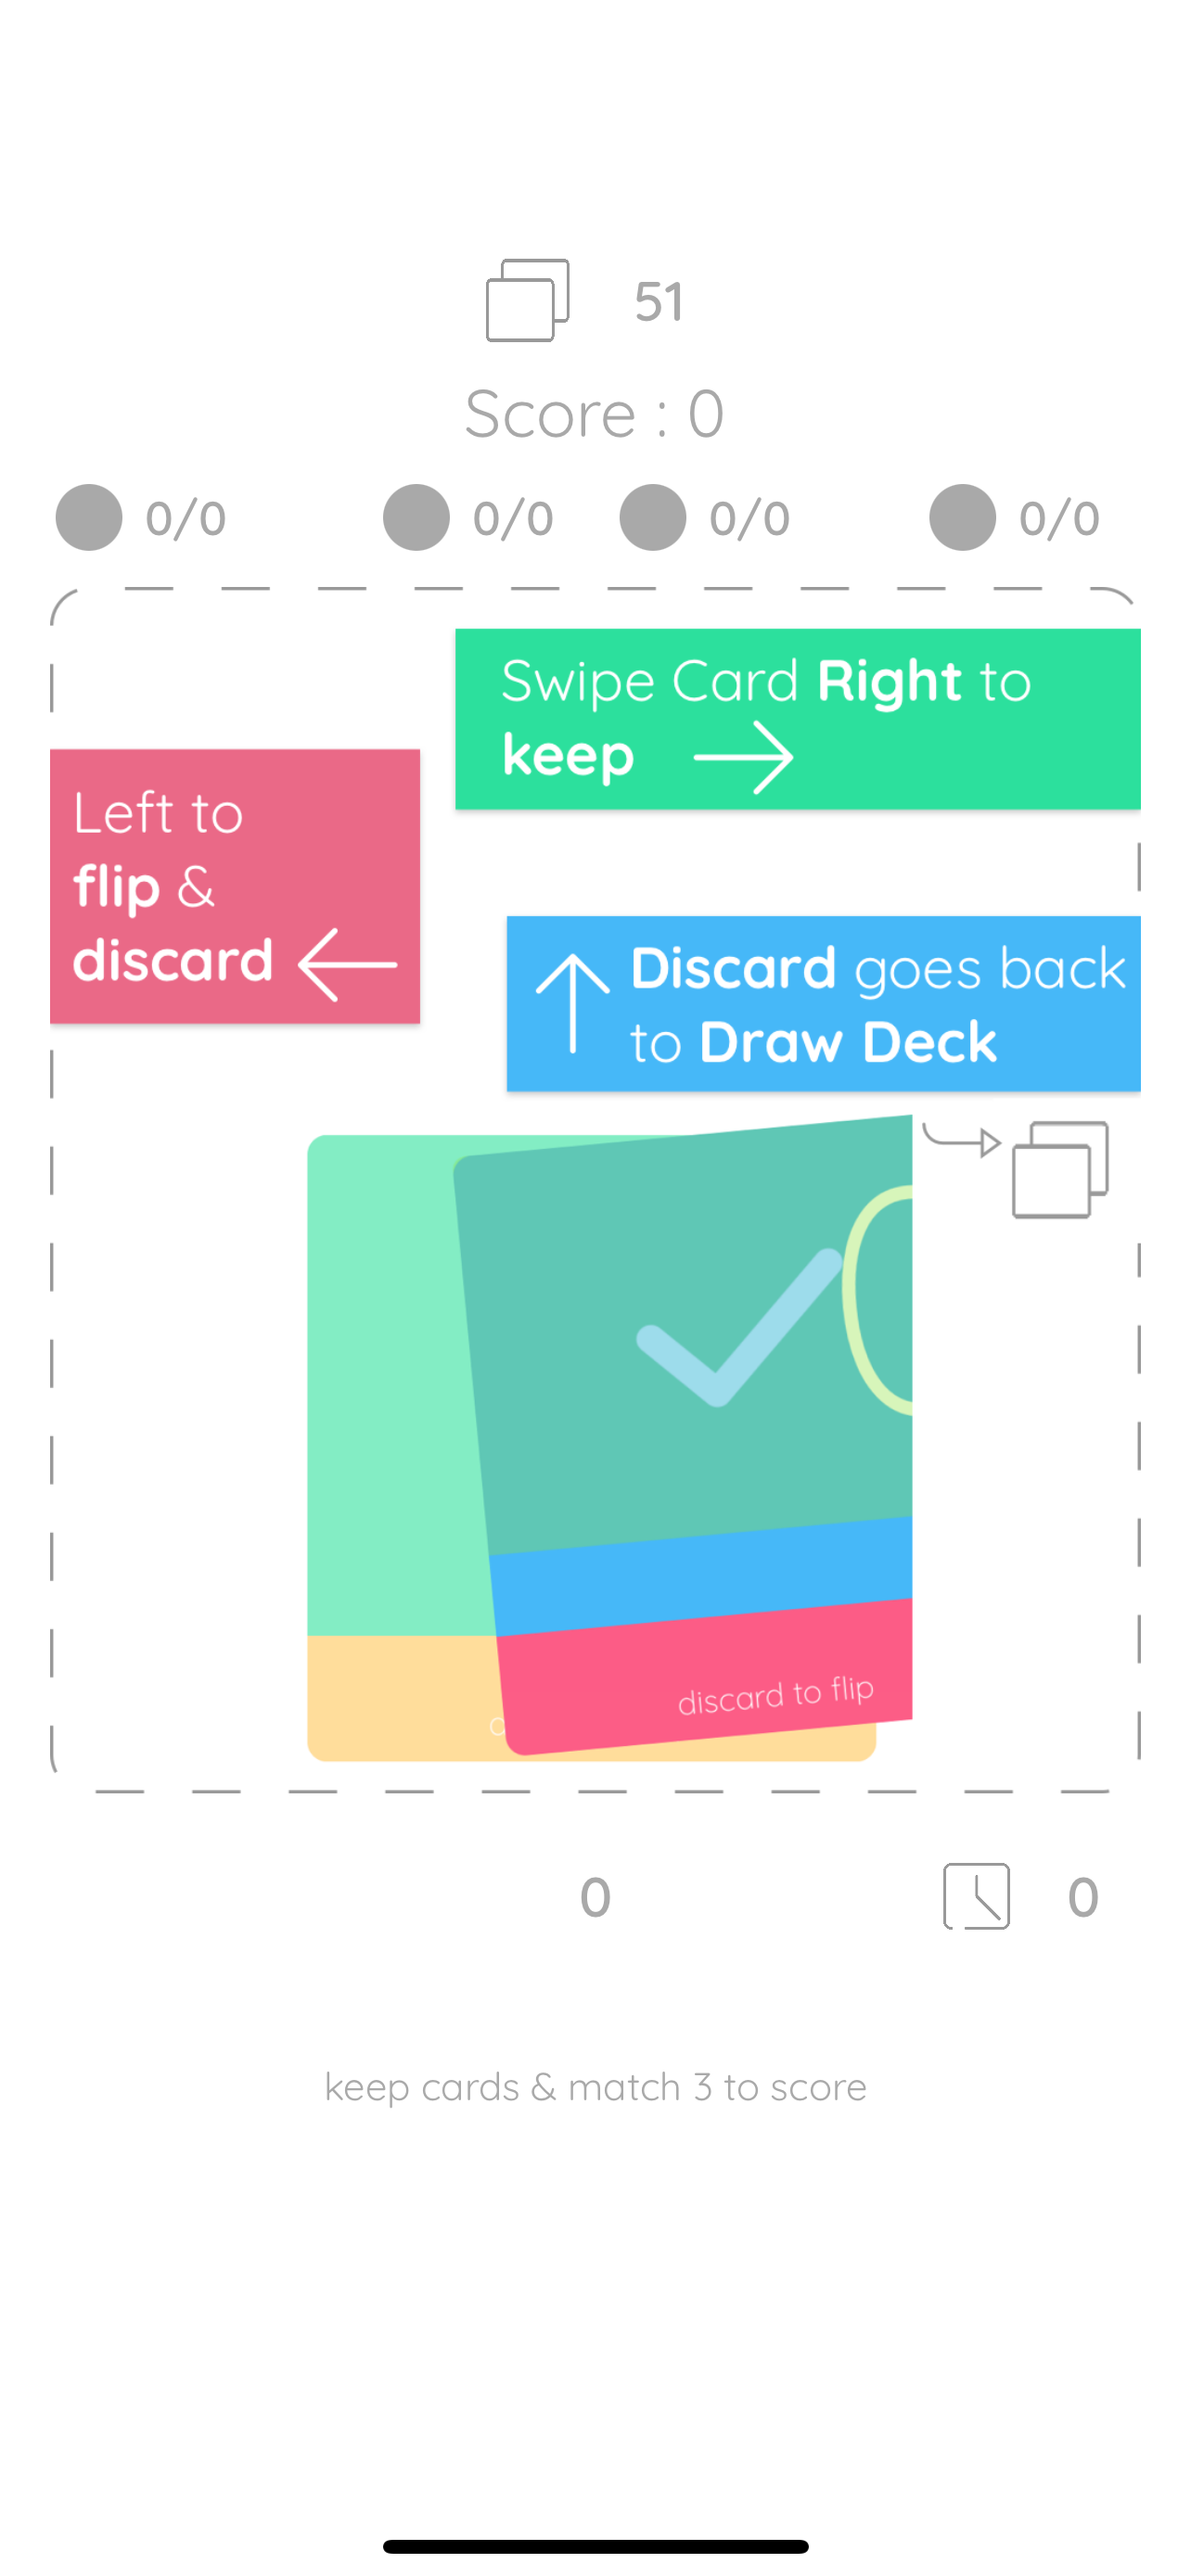 51
Score : 0
0/0 0/0 0/0 0/0
Swipe Card Right to
keep
Left to
flip &
discard
Discard goes back
to Draw Deck
discard to flip
0 0
keep cards & match 3 to score